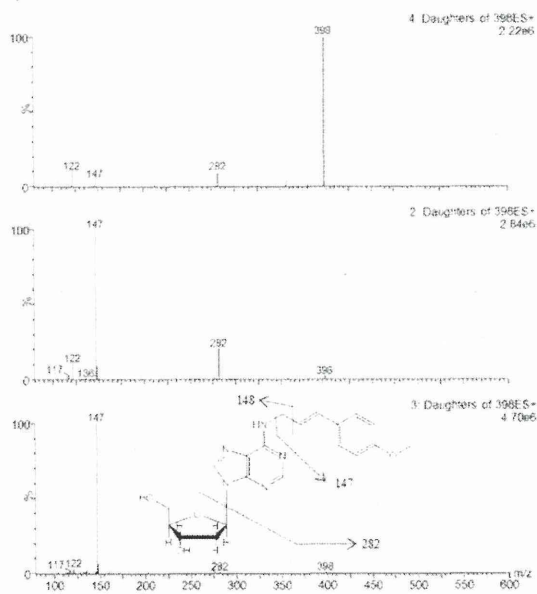 4: Daughters of 398ES+
2.22e6
100
398
%
122
147
282
0
2: Daughters of 398ES+
2.84e6
100
147
%
117
122
136
282
398
0
3: Daughters of 398ES+
4.70e6
100
147
148
HN
N
N
N
N
147
%
HO
H
H
H
H
282
117
122
282
398
0
m/z
100 150 200 250 300 350 400 450 500 550 600